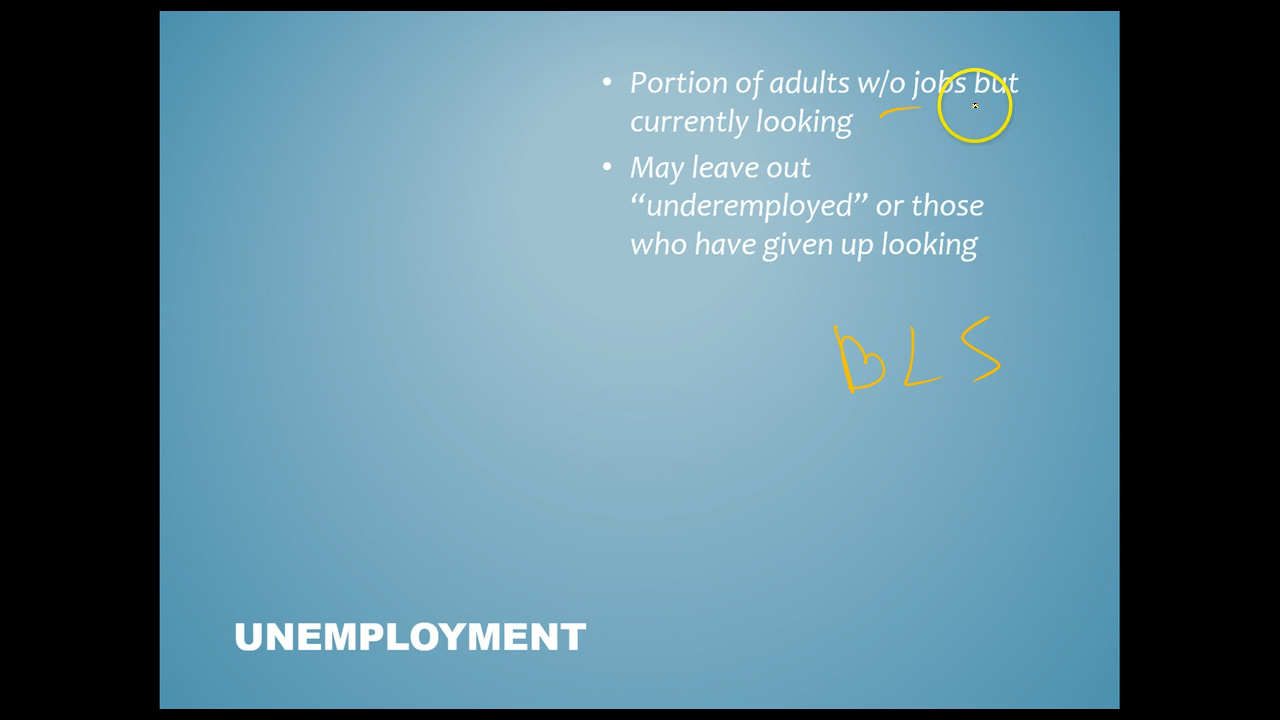 • Portion of adults w/o jobs but
currently looking
• May leave out
“underemployed” or those
who have given up looking
BLS
UNEMPLOYMENT